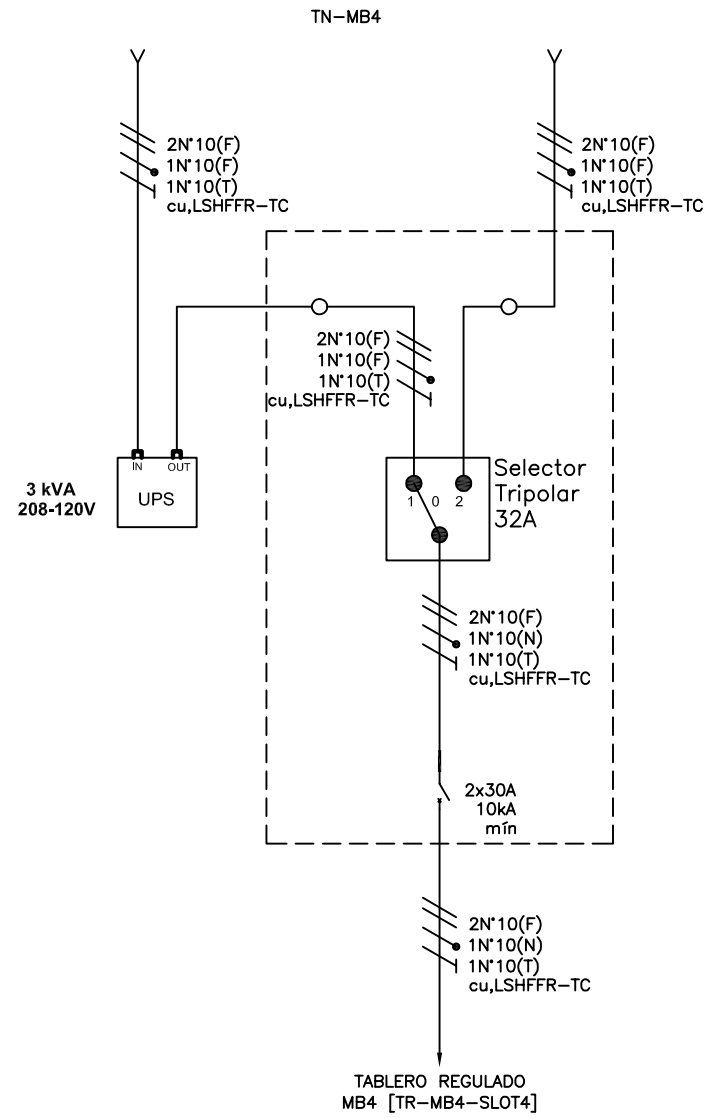 TN-MB4
2N°10(F)
1N°10(F)
1N°10(T)
cu,LSHFFR-TC
2N°10(F)
1N°10(F)
1N°10(T)
cu,LSHFFR-TC
2N°10(F)
1N°10(F)
1N°10(T)
cu,LSHFFR-TC
IN OUT
UPS
3 kVA
208-120V
1 0 2
Selector
Tripolar
32A
2N°10(F)
1N°10(N)
1N°10(T)
cu,LSHFFR-TC
2x30A
10kA
mín
2N°10(F)
1N°10(N)
1N°10(T)
cu,LSHFFR-TC
TABLERO REGULADO
MB4 [TR-MB4-SLOT4]